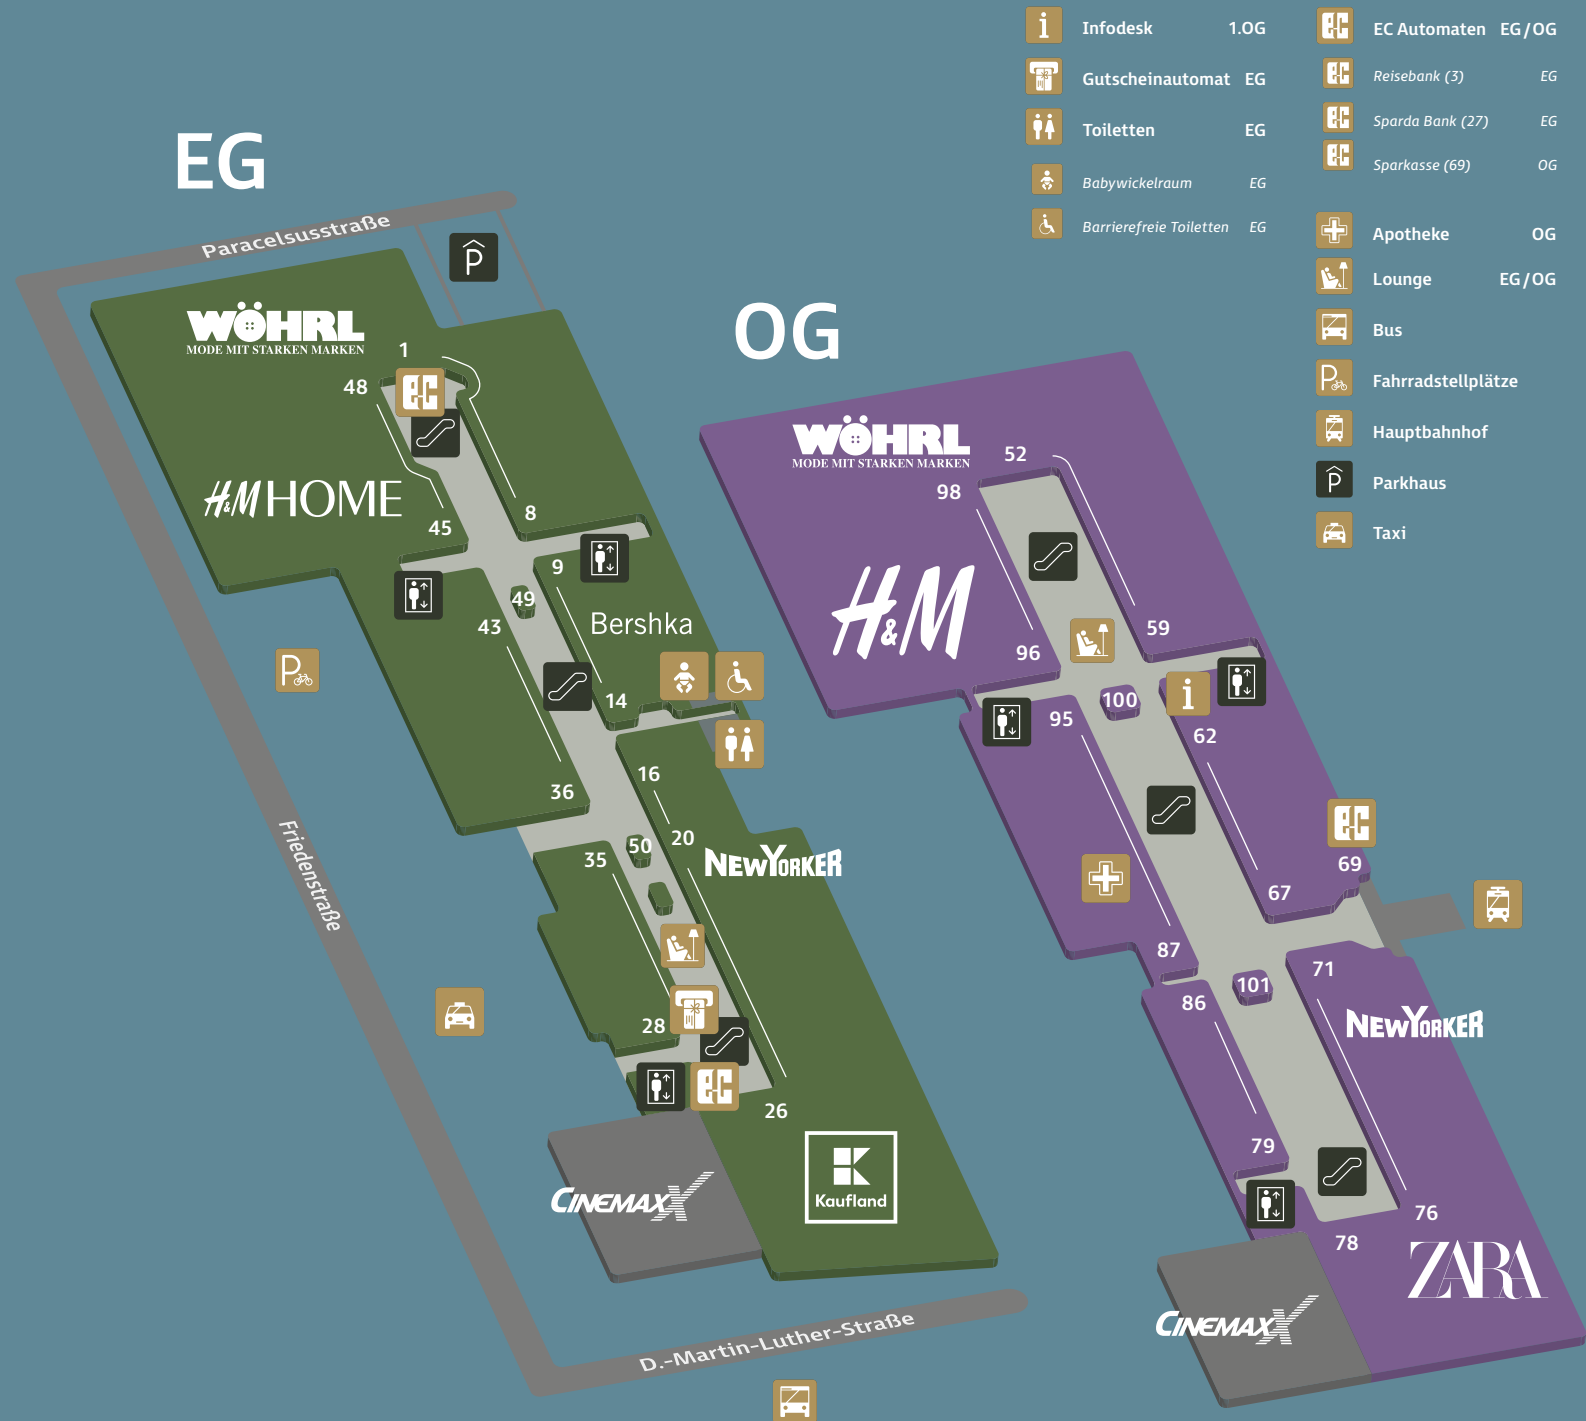 Infodesk 1.OG
Gutscheinautomat EG
Toiletten EG
Babywickelraum EG
Barrierefreie Toiletten EG
EC Automaten EG/OG
Reisebank (3) EG
Sparda Bank (27) EG
Sparkasse (69) OG
Apotheke OG
Lounge EG/OG
Bus
Fahrradstellplätze
Hauptbahnhof
Parkhaus
Taxi
EG
Paracelsusstraße
P
WÖHRL
MODE MIT STARKEN MARKEN
1
48
EC
H&M HOME
45
8
9
49
43
Bershka
P
14
36
16
20
50
35
NEWYORKER
Friedenstraße
28
EC
26
CINEMAXX
K
Kaufland
D.-Martin-Luther-Straße
OG
WÖHRL
MODE MIT STARKEN MARKEN
52
98
H&M
59
96
100
i
95
62
EC
69
67
87
71
101
86
NEWYORKER
79
76
78
ZARA
CINEMAXX